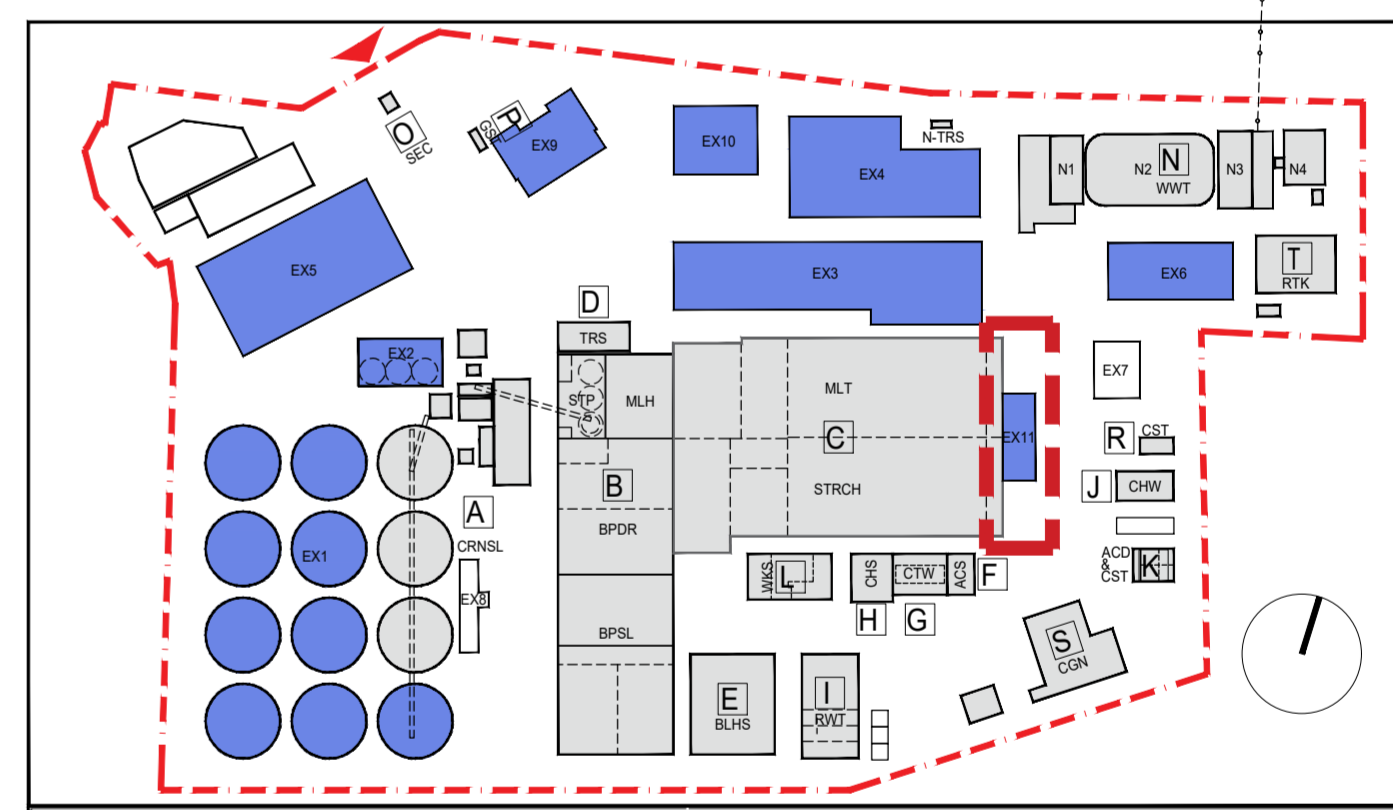 O
SEC
P
GST
EX9
EX10
EX4
N-TRS
N1
N2
N
WWT
N3
N4
EX5
EX3
EX6
T
RTK
D
TRS
EX2
STP
MLH
MLT
EX7
C
EX11
R
CST
B
STRCH
J
CHW
A
CRNSL
BPDR
EX1
ACD
&
CST
K
WKS
L
CHS
CTW
ACS
F
EX8
H
G
BPSL
S
CGN
E
BLHS
I
RWT